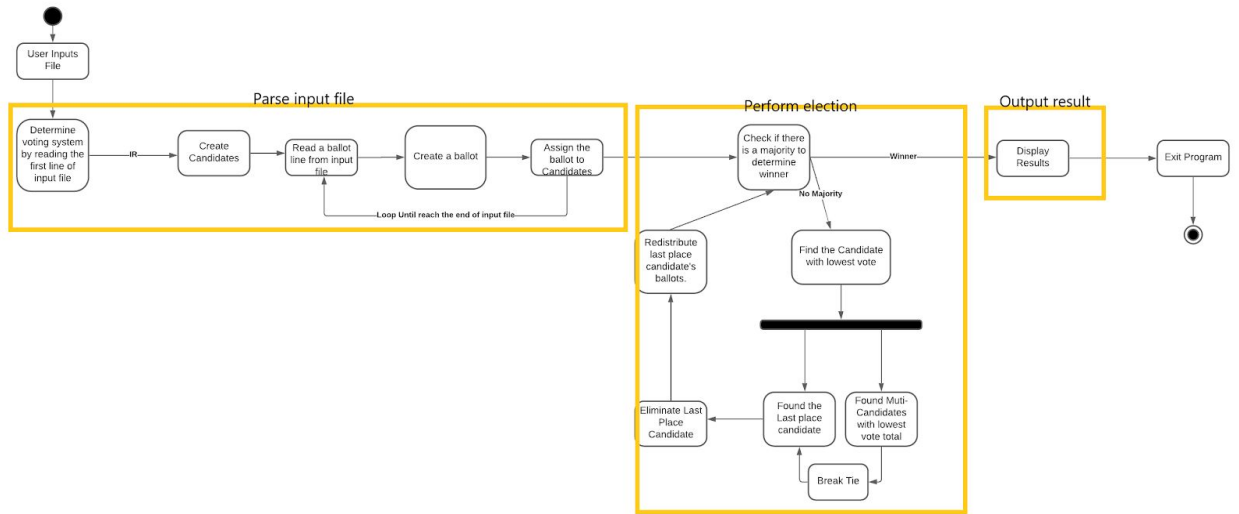 User Inputs
File
Parse input file
Determine
voting system
by reading the
first line of
input file
IR
Create
Candidates
Read a ballot
line from input
file
Create a ballot
Assign the
ballot to
Candidates
Loop Until reach the end of input file
Perform election
Check if there
is a majority to
determine
winner
Winner
No Majority
Redistribute
last place
candidate's
ballots.
Find the Candidate
with lowest vote
Eliminate Last
Place
Candidate
Found the
Last place
candidate
Found Muti-
Candidates
with lowest
vote total
Break Tie
Output result
Display
Results
Exit Program